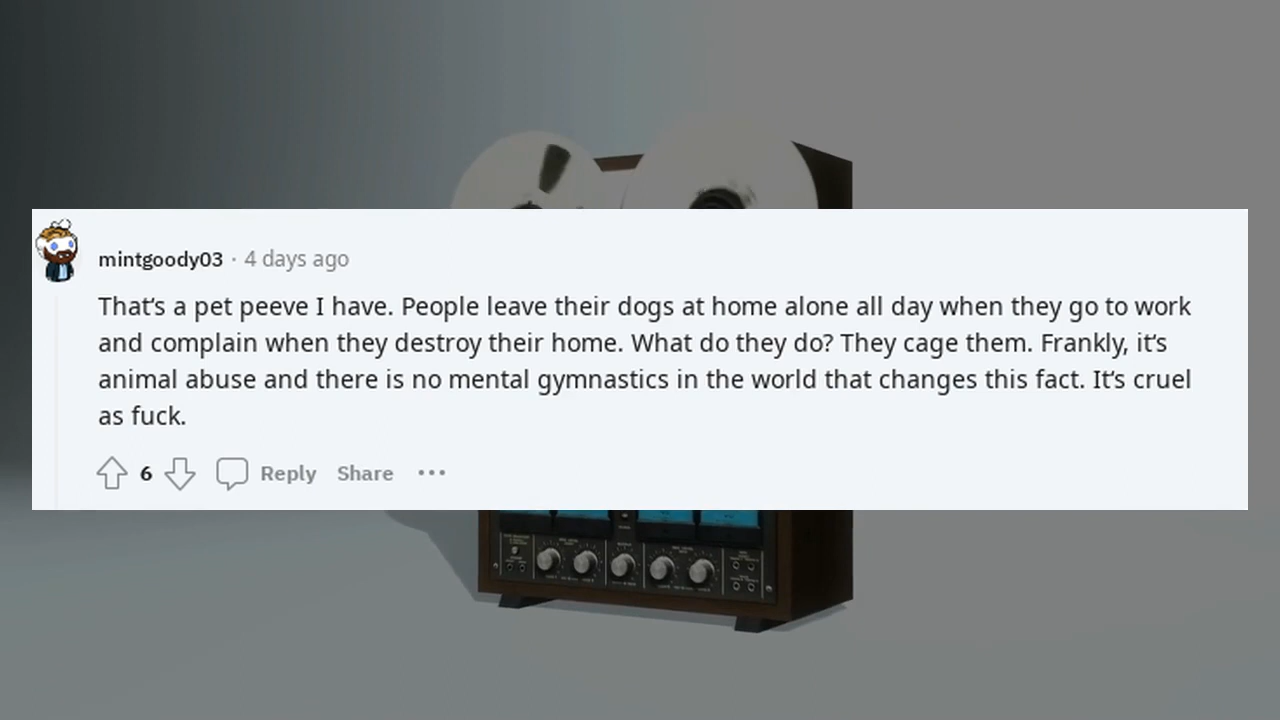 mintgoody03 · 4 days ago
That's a pet peeve I have. People leave their dogs at home alone all day when they go to work
and complain when they destroy their home. What do they do? They cage them. Frankly, it's
animal abuse and there is no mental gymnastics in the world that changes this fact. It's cruel
as fuck.
6 Reply Share ···